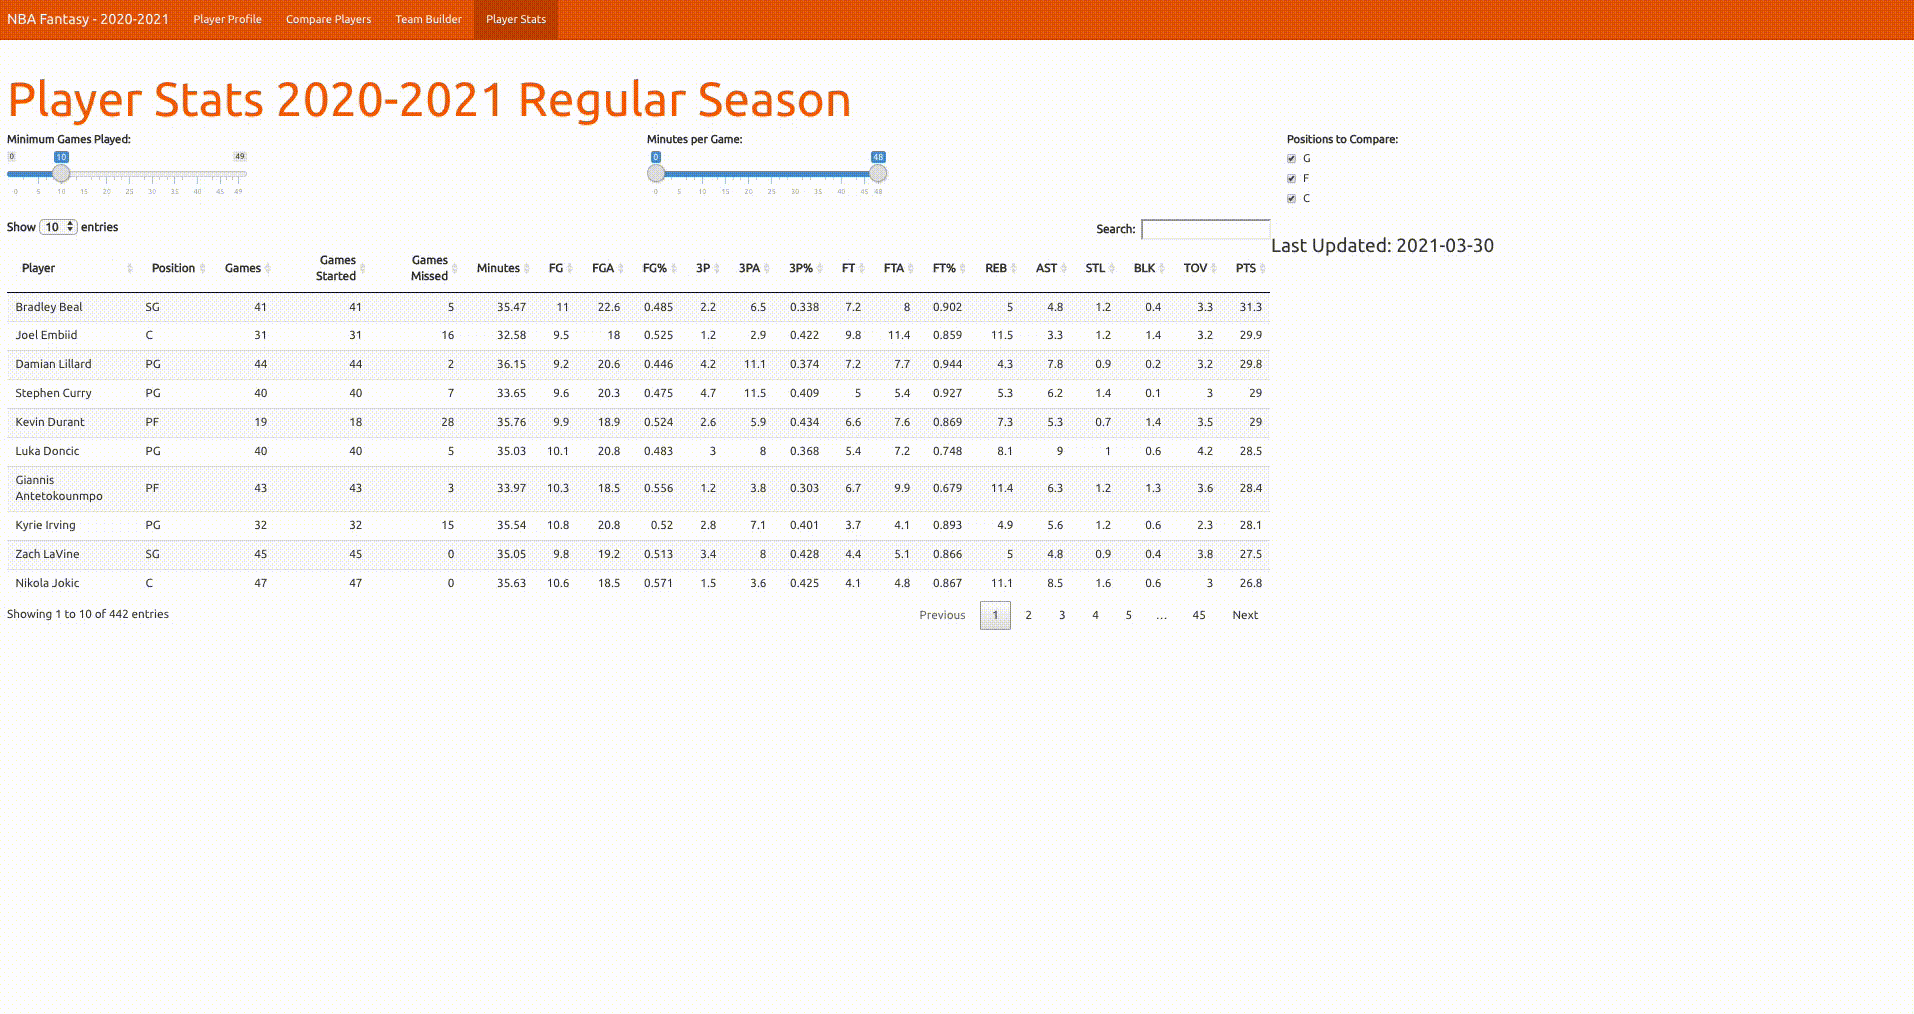 NBA Fantasy - 2020-2021 Player Profile Compare Players Team Builder Player Stats
Player Stats 2020-2021 Regular Season
Minimum Games Played: Minutes per Game: Positions to Compare:
0 10 49 0 48 G
0 5 10 15 20 25 30 35 40 45 49 0 5 10 15 20 25 30 35 40 45 48 F
C
Show 10 entries Search:
Last Updated: 2021-03-30
Player Position Games Games Started Games Missed Minutes FG FGA FG% 3P 3PA 3P% FT FTA FT% REB AST STL BLK TOV PTS
Bradley Beal SG 41 41 5 35.47 11 22.6 0.485 2.2 6.5 0.338 7.2 8 0.902 5 4.8 1.2 0.4 3.3 31.3
Joel Embiid C 31 31 16 32.58 9.5 18 0.525 1.2 2.9 0.422 9.8 11.4 0.859 11.5 3.3 1.2 1.4 3.2 29.9
Damian Lillard PG 44 44 2 36.15 9.2 20.6 0.446 4.2 11.1 0.374 7.2 7.7 0.944 4.3 7.8 0.9 0.2 3.2 29.8
Stephen Curry PG 40 40 7 33.65 9.6 20.3 0.475 4.7 11.5 0.409 5 5.4 0.927 5.3 6.2 1.4 0.1 3 29
Kevin Durant PF 19 18 28 35.76 9.9 18.9 0.524 2.6 5.9 0.434 6.6 7.6 0.869 7.3 5.3 0.7 1.4 3.5 29
Luka Doncic PG 40 40 5 35.03 10.1 20.8 0.483 3 8 0.368 5.4 7.2 0.748 8.1 9 1 0.6 4.2 28.5
Giannis
Antetokounmpo PF 43 43 3 33.97 10.3 18.5 0.556 1.2 3.8 0.303 6.7 9.9 0.679 11.4 6.3 1.2 1.3 3.6 28.4
Kyrie Irving PG 32 32 15 35.54 10.8 20.8 0.52 2.8 7.1 0.401 3.7 4.1 0.893 4.9 5.6 1.2 0.6 2.3 28.1
Zach LaVine SG 45 45 0 35.05 9.8 19.2 0.513 3.4 8 0.428 4.4 5.1 0.866 5 4.8 0.9 0.4 3.8 27.5
Nikola Jokic C 47 47 0 35.63 10.6 18.5 0.571 1.5 3.6 0.425 4.1 4.8 0.867 11.1 8.5 1.6 0.6 3 26.8
Showing 1 to 10 of 442 entries Previous 1 2 3 4 5 … 45 Next